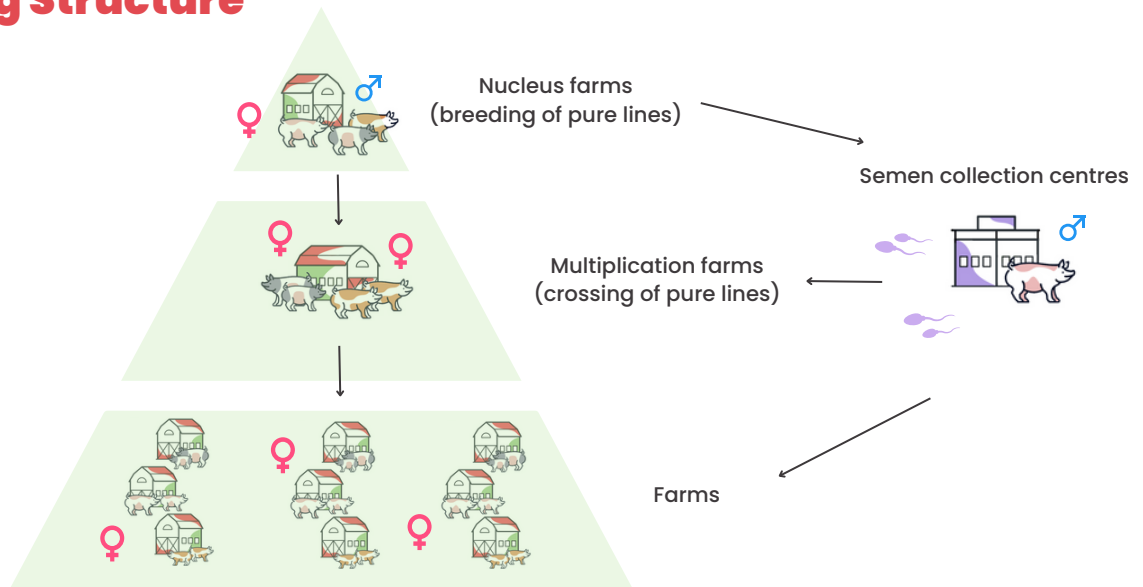 g structure
Nucleus farms
(breeding of pure lines)
Semen collection centres
Multiplication farms
(crossing of pure lines)
Farms